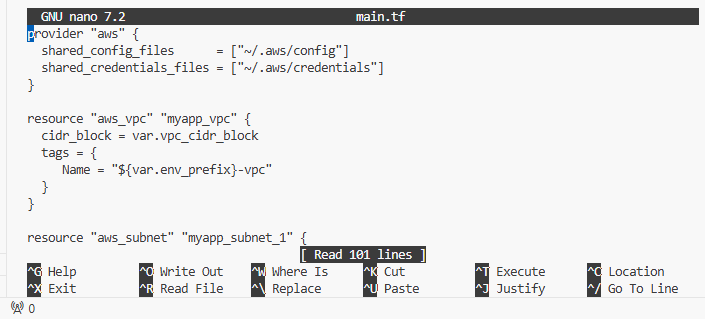 GNU nano 7.2 main.tf
provider "aws" {
  shared_config_files      = ["~/.aws/config"]
  shared_credentials_files = ["~/.aws/credentials"]
}

resource "aws_vpc" "myapp_vpc" {
  cidr_block = var.vpc_cidr_block
  tags = {
     Name = "${var.env_prefix}-vpc"
  }
}

resource "aws_subnet" "myapp_subnet_1" {
[ Read 101 lines ]
^G Help ^O Write Out ^W Where Is ^K Cut ^T Execute ^C Location
^X Exit ^R Read File ^\ Replace ^U Paste ^J Justify ^/ Go To Line
0